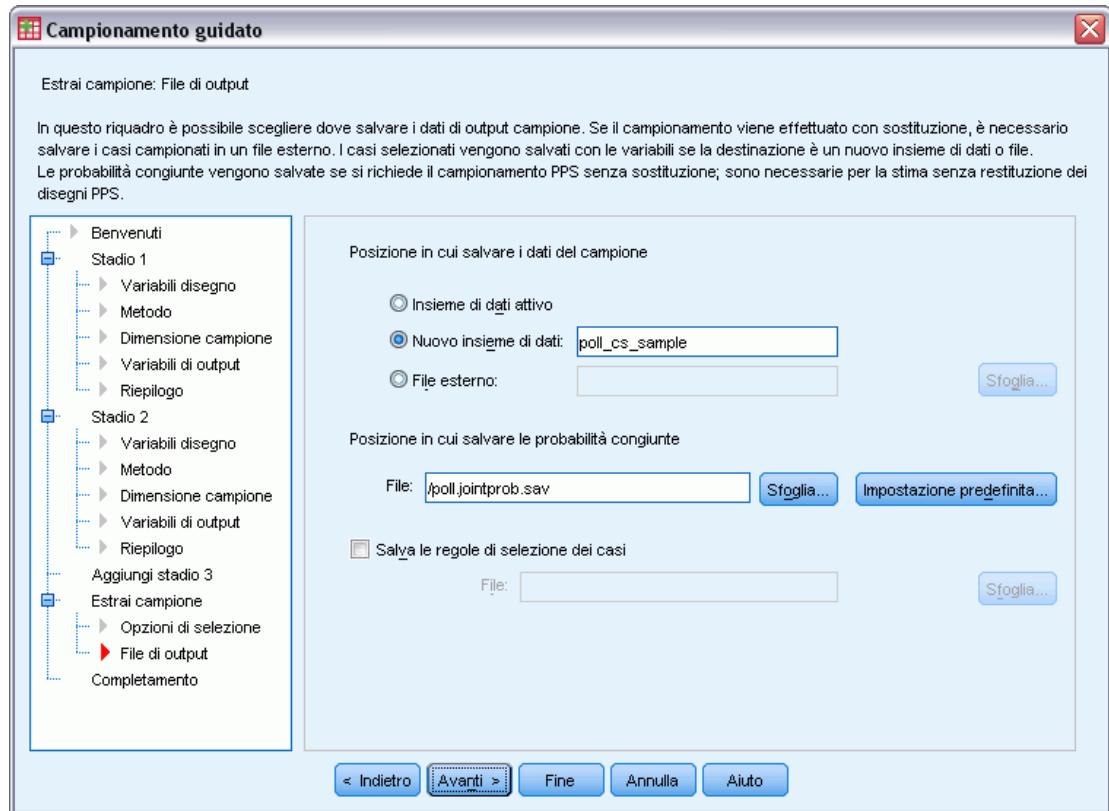 Campionamento guidato
Estrai campione: File di output
In questo riquadro è possibile scegliere dove salvare i dati di output campione. Se il campionamento viene effettuato con sostituzione, è necessario
salvare i casi campionati in un file esterno. I casi selezionati vengono salvati con le variabili se la destinazione è un nuovo insieme di dati o file.
Le probabilità congiunte vengono salvate se si richiede il campionamento PPS senza sostituzione; sono necessarie per la stima senza restituzione dei
disegni PPS.
Benvenuti
Stadio 1
Variabili disegno
Metodo
Dimensione campione
Variabili di output
Riepilogo
Stadio 2
Variabili disegno
Metodo
Dimensione campione
Variabili di output
Riepilogo
Aggiungi stadio 3
Estrai campione
Opzioni di selezione
File di output
Completamento
Posizione in cui salvare i dati del campione
Insieme di dati attivo
Nuovo insieme di dati: poll_cs_sample
File esterno: Sfoglia...
Posizione in cui salvare le probabilità congiunte
File: /poll.jointprob.sav Sfoglia... Impostazione predefinita...
Salva le regole di selezione dei casi
File: Sfoglia...
< Indietro Avanti > Fine Annulla Aiuto